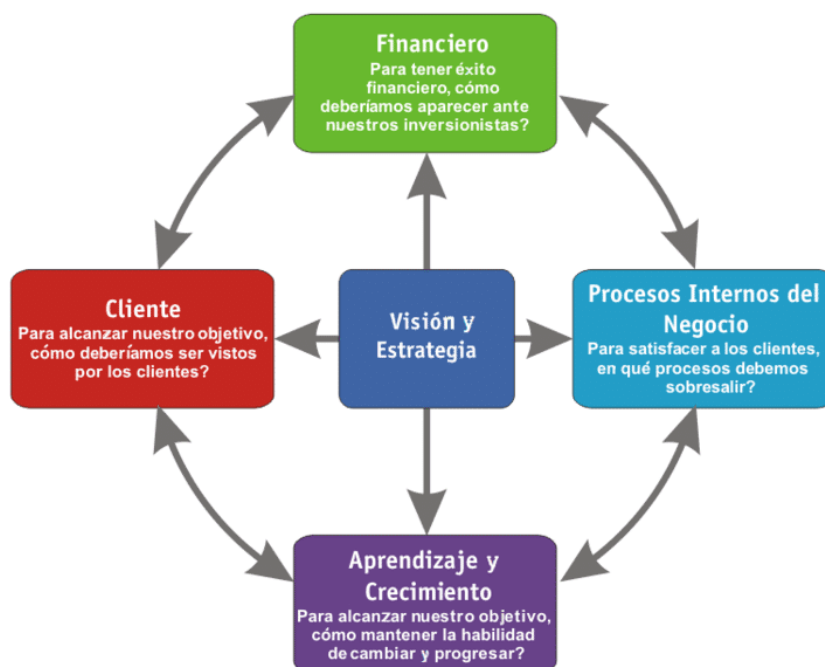 Financiero
Para tener éxito
financiero, cómo
deberíamos aparecer ante
nuestros inversionistas?
Cliente
Para alcanzar nuestro objetivo,
cómo deberíamos ser vistos
por los clientes?
Visión y
Estrategia
Procesos Internos del
Negocio
Para satisfacer a los clientes,
en qué procesos debemos
sobresalir?
Aprendizaje y
Crecimiento
Para alcanzar nuestro objetivo,
cómo mantener la habilidad
de cambiar y progresar?